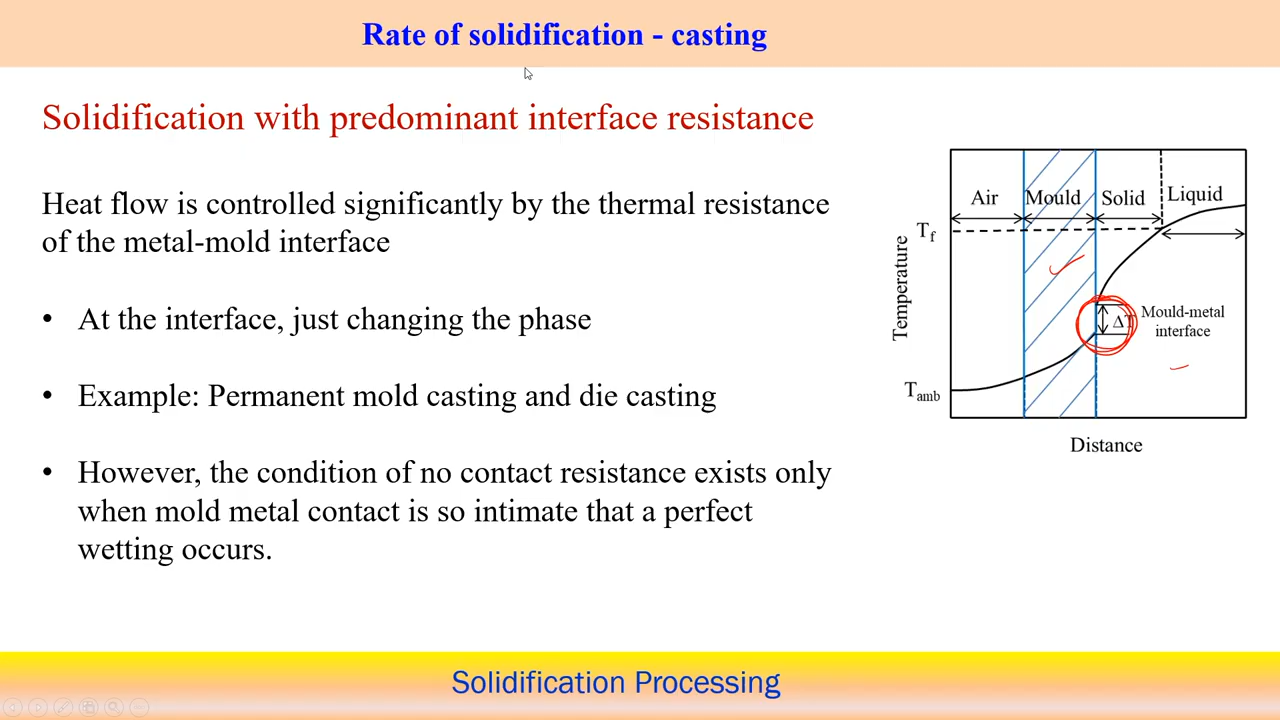 Rate of solidification - casting
Solidification with predominant interface resistance
Heat flow is controlled significantly by the thermal resistance
of the metal-mold interface
• At the interface, just changing the phase
• Example: Permanent mold casting and die casting
• However, the condition of no contact resistance exists only
when mold metal contact is so intimate that a perfect
wetting occurs.
Air Mould Solid Liquid
Tf
Temperature
ΔT
Mould-metal
interface
Tamb
Distance
Solidification Processing